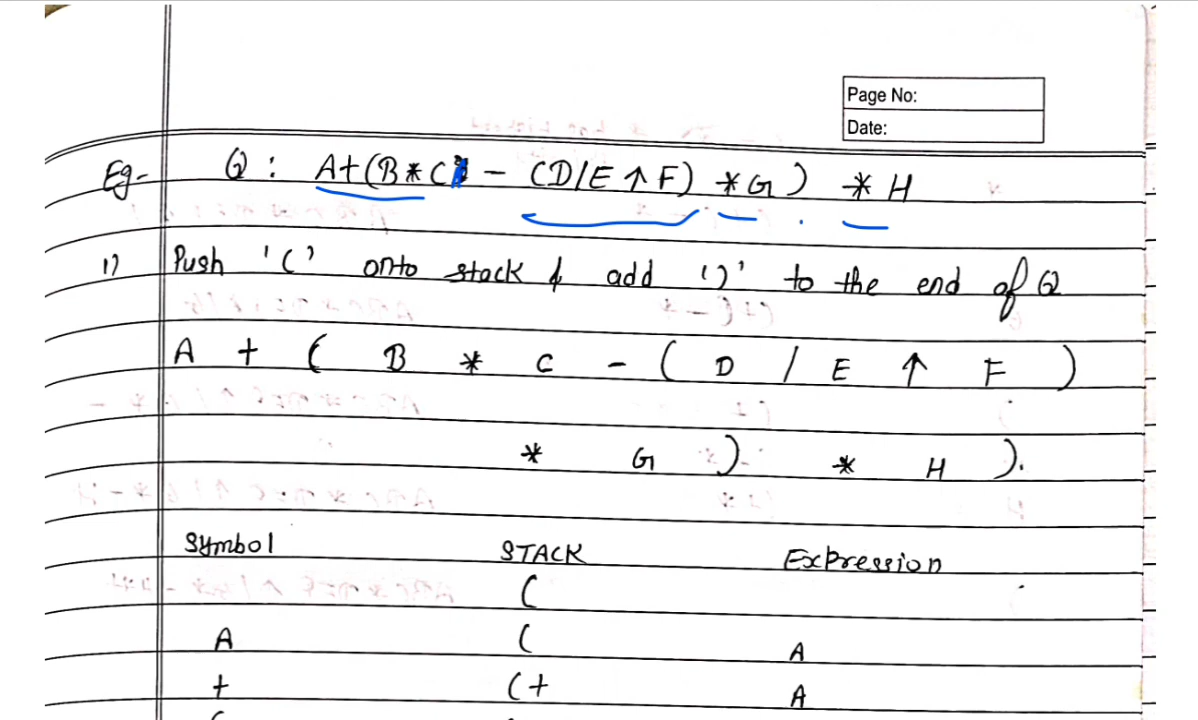 Page No:
Date:
Eg- Q : A+(B*C - (D/E↑F) *G) * H
1) Push '(' onto stack & add ')' to the end of Q
A + ( B * C - ( D / E ↑ F )
* G ) * H ).
Symbol STACK Expression
(
A ( A
+ (+ A